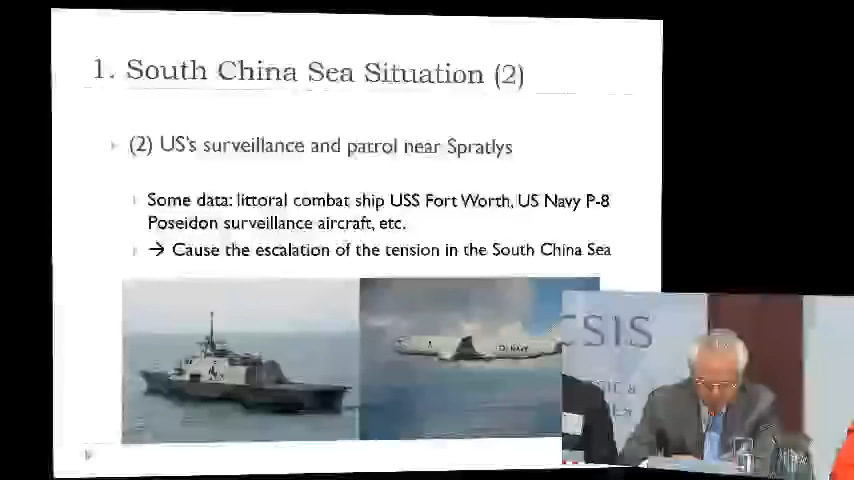 1. South China Sea Situation (2)
(2) US's surveillance and patrol near Spratlys
Some data: littoral combat ship USS Fort Worth, US Navy P-8
Poseidon surveillance aircraft, etc.
→ Cause the escalation of the tension in the South China Sea
CSIS